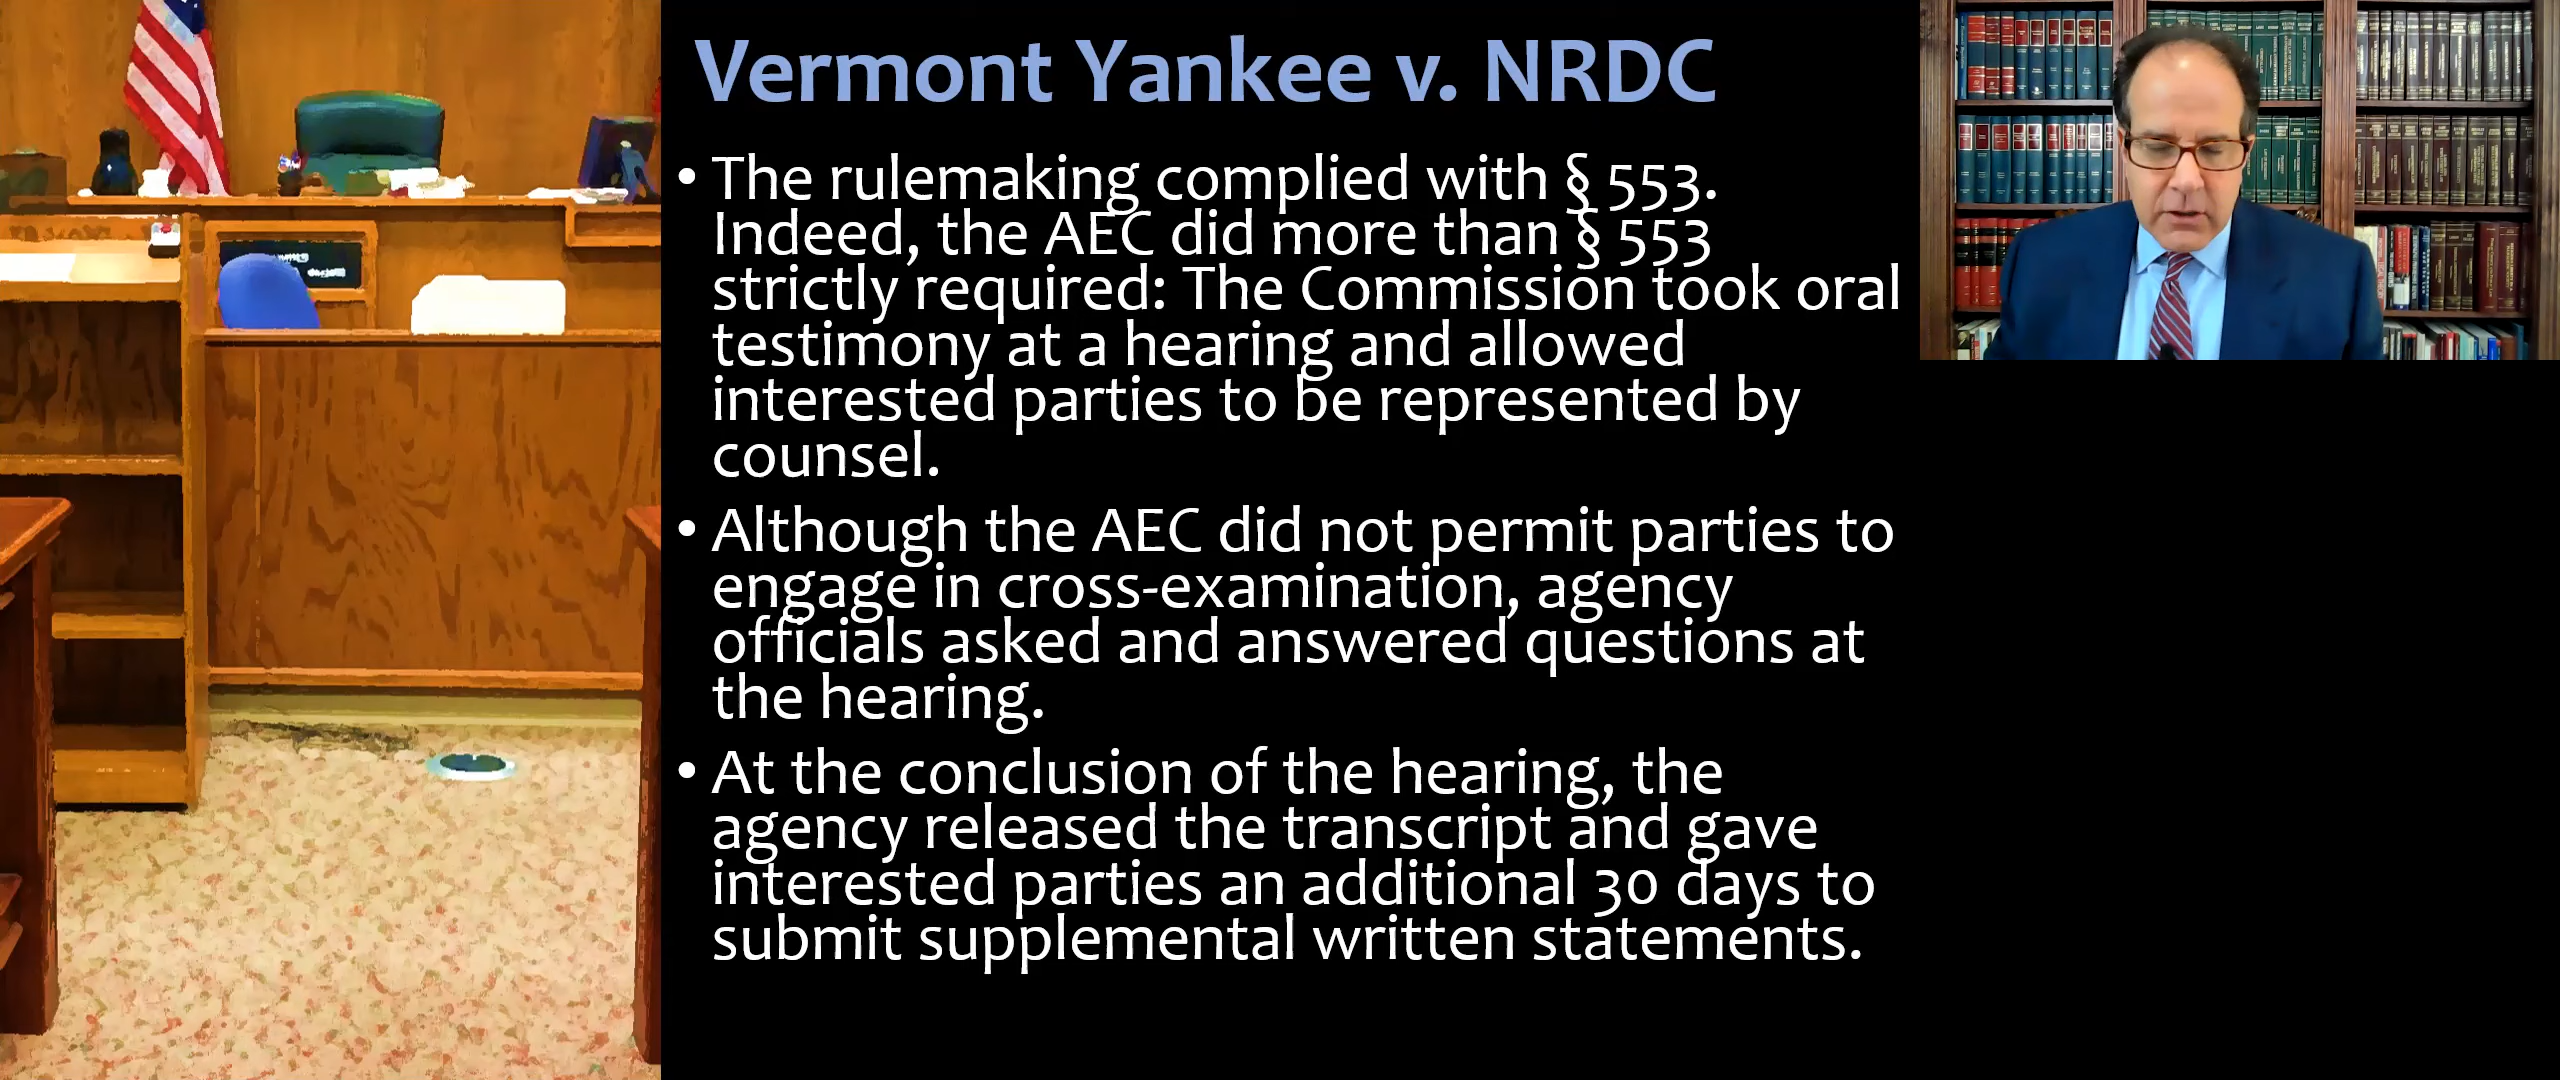 Vermont Yankee v. NRDC
• The rulemaking complied with § 553.
Indeed, the AEC did more than § 553
strictly required: The Commission took oral
testimony at a hearing and allowed
interested parties to be represented by
counsel.
• Although the AEC did not permit parties to
engage in cross-examination, agency
officials asked and answered questions at
the hearing.
• At the conclusion of the hearing, the
agency released the transcript and gave
interested parties an additional 30 days to
submit supplemental written statements.